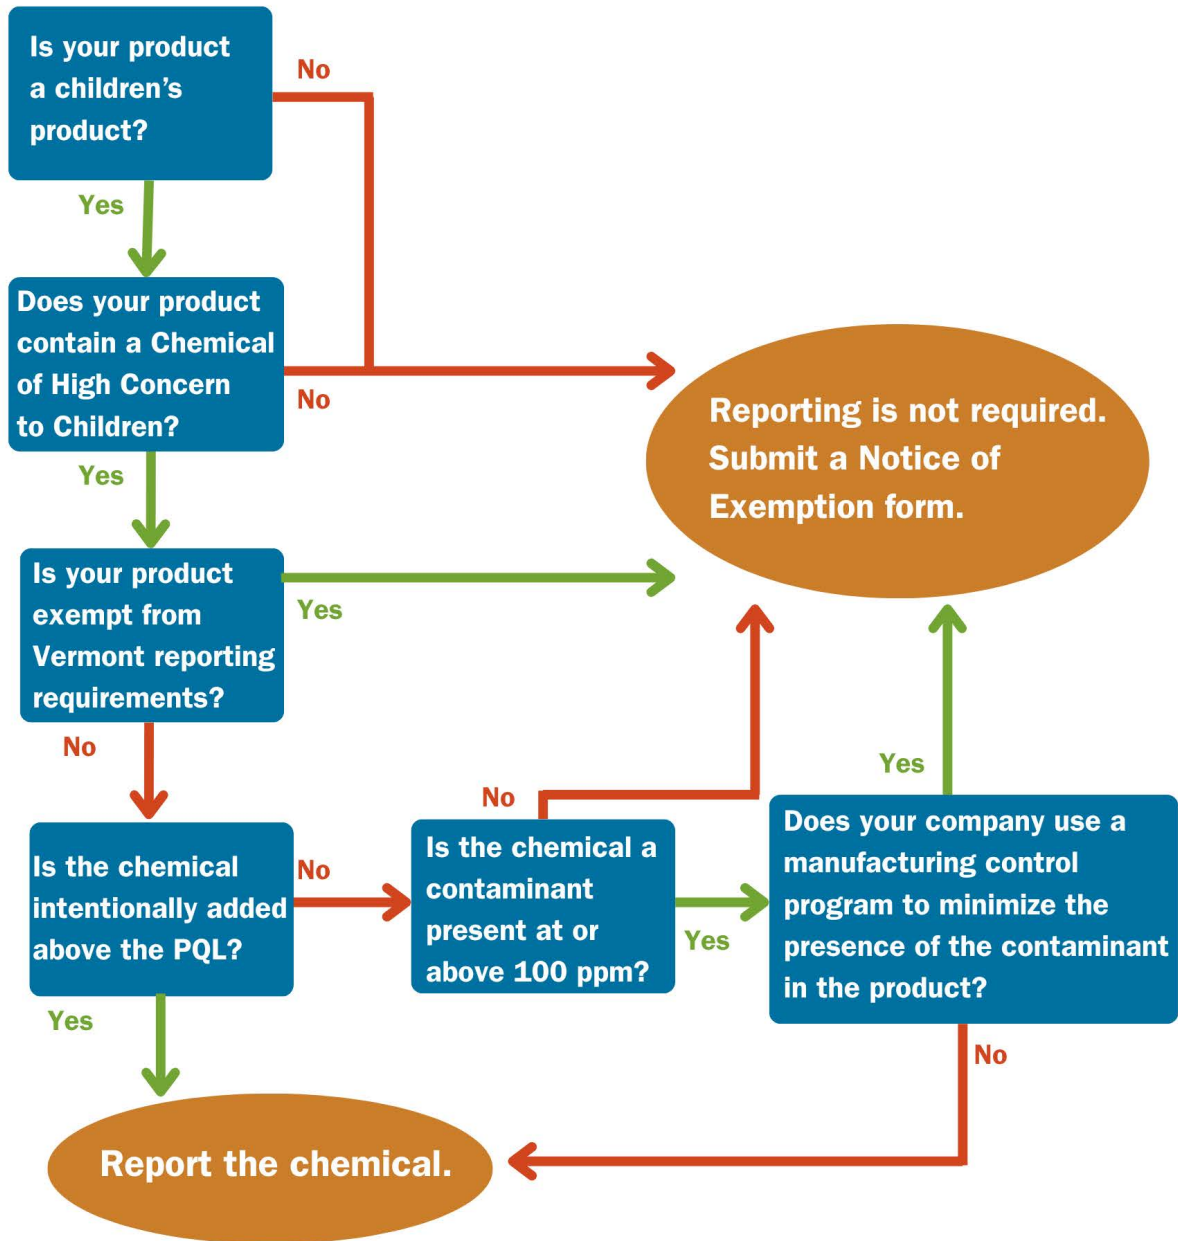 Is your product
a children's
product?
No
Yes
Does your product
contain a Chemical
of High Concern
to Children?
No
Yes
Reporting is not required.
Submit a Notice of
Exemption form.
Is your product
exempt from
Vermont reporting
requirements?
Yes
No
Is the chemical
intentionally added
above the PQL?
No
Yes
Is the chemical a
contaminant
present at or
above 100 ppm?
No
Yes
Does your company use a
manufacturing control
program to minimize the
presence of the contaminant
in the product?
Yes
No
Report the chemical.